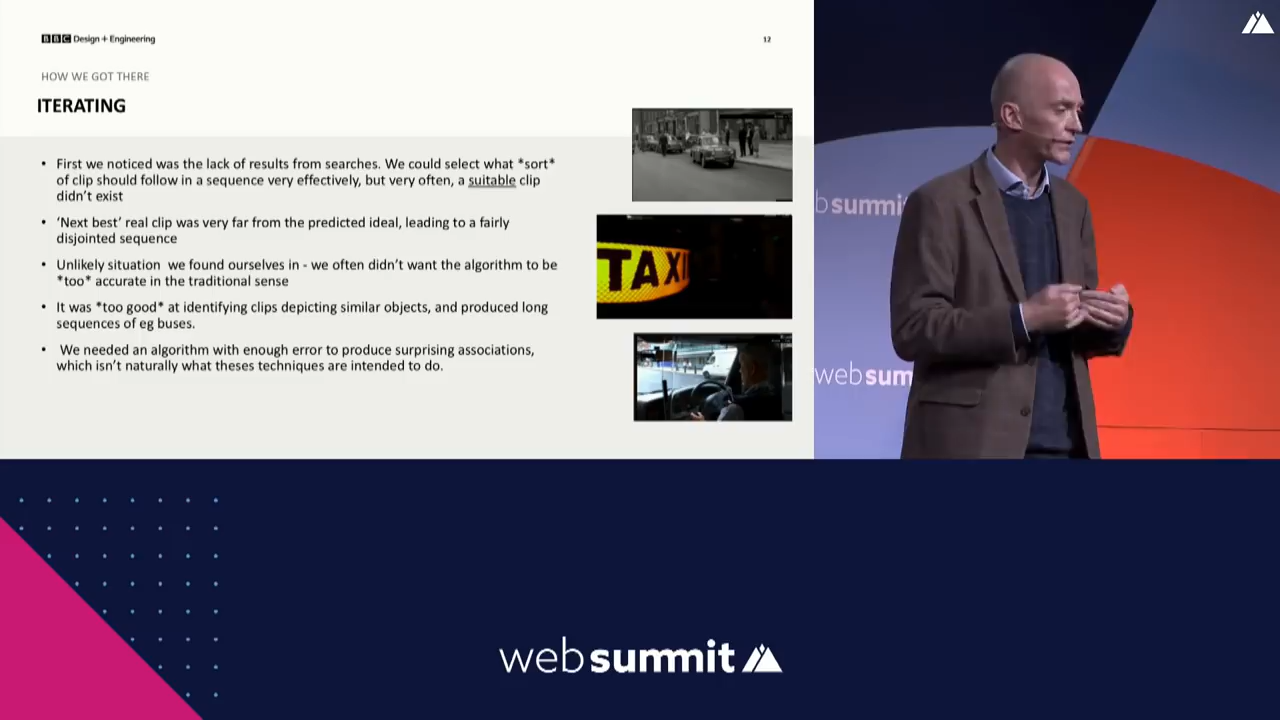 BBC Design + Engineering
12
HOW WE GOT THERE
ITERATING
• First we noticed was the lack of results from searches. We could select what *sort*
of clip should follow in a sequence very effectively, but very often, a suitable clip
didn't exist
• 'Next best' real clip was very far from the predicted ideal, leading to a fairly
disjointed sequence
• Unlikely situation we found ourselves in - we often didn't want the algorithm to be
*too* accurate in the traditional sense
• It was *too good* at identifying clips depicting similar objects, and produced long
sequences of eg buses.
• We needed an algorithm with enough error to produce surprising associations,
which isn't naturally what theses techniques are intended to do.
TAXI
b summi
web sum
web summit